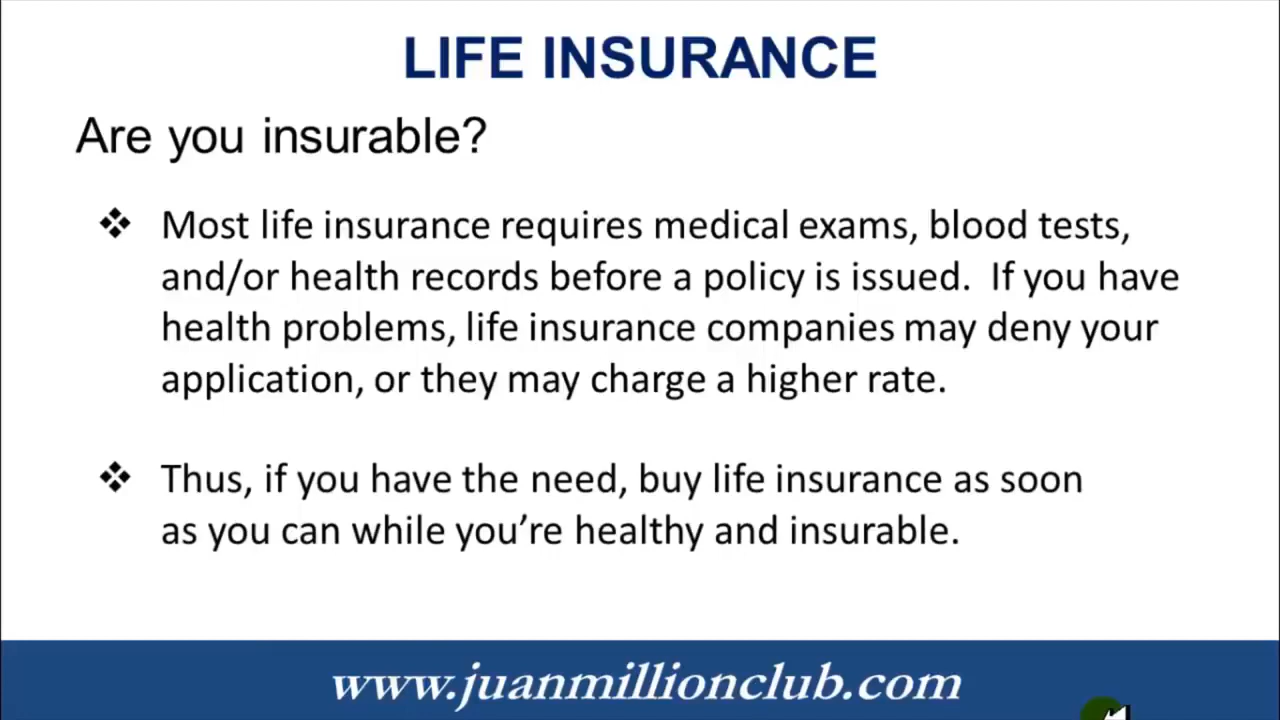 LIFE INSURANCE
Are you insurable?
❖ Most life insurance requires medical exams, blood tests,
and/or health records before a policy is issued.  If you have
health problems, life insurance companies may deny your
application, or they may charge a higher rate.
❖ Thus, if you have the need, buy life insurance as soon
as you can while you’re healthy and insurable.
www.juanmillionclub.com